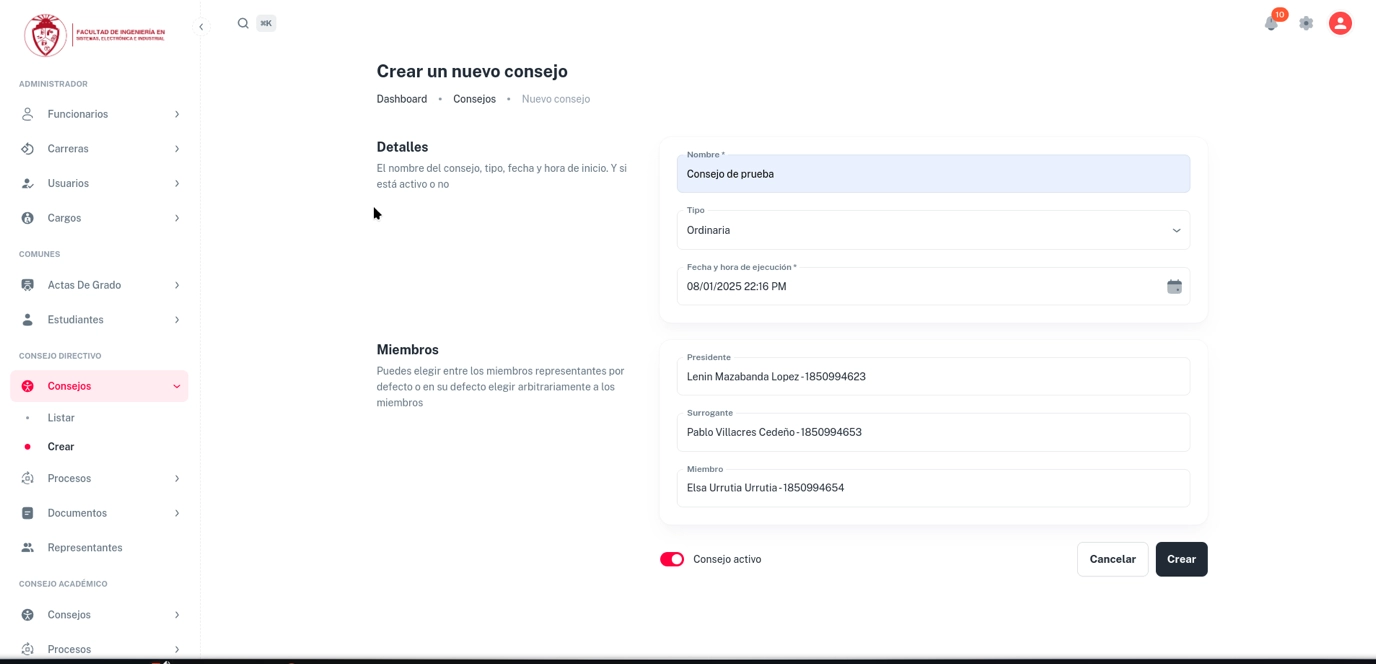 FACULTAD DE INGENIERÍA EN
SISTEMAS, ELECTRÓNICA E INDUSTRIAL
⌘K
10
ADMINISTRADOR
Funcionarios
Carreras
Usuarios
Cargos
COMUNES
Actas De Grado
Estudiantes
CONSEJO DIRECTIVO
Consejos
Listar
Crear
Procesos
Documentos
Representantes
CONSEJO ACADÉMICO
Consejos
Procesos
Crear un nuevo consejo
Dashboard • Consejos • Nuevo consejo
Detalles
El nombre del consejo, tipo, fecha y hora de inicio. Y si
está activo o no
Nombre *
Consejo de prueba
Tipo
Ordinaria
Fecha y hora de ejecución *
08/01/2025 22:16 PM
Miembros
Puedes elegir entre los miembros representantes por
defecto o en su defecto elegir arbitrariamente a los
miembros
Presidente
Lenin Mazabanda Lopez - 1850994623
Surrogante
Pablo Villacres Cedeño - 1850994653
Miembro
Elsa Urrutia Urrutia - 1850994654
Consejo activo
Cancelar
Crear